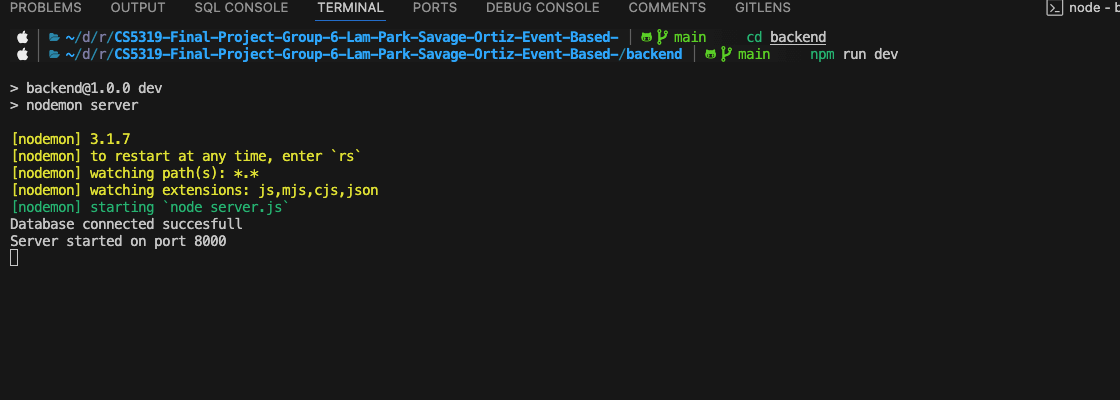 PROBLEMS OUTPUT SQL CONSOLE TERMINAL PORTS DEBUG CONSOLE COMMENTS GITLENS node - b
~/d/r/CS5319-Final-Project-Group-6-Lam-Park-Savage-Ortiz-Event-Based- main cd backend
~/d/r/CS5319-Final-Project-Group-6-Lam-Park-Savage-Ortiz-Event-Based-/backend main npm run dev
> backend@1.0.0 dev
> nodemon server
[nodemon] 3.1.7
[nodemon] to restart at any time, enter `rs`
[nodemon] watching path(s): *.*
[nodemon] watching extensions: js,mjs,cjs,json
[nodemon] starting `node server.js`
Database connected succesfull
Server started on port 8000